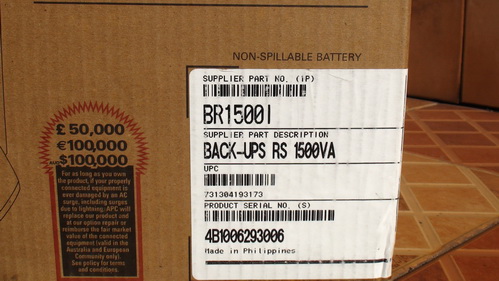 NON-SPILLABLE BATTERY
SUPPLIER PART NO. (1P)
BR1500I
SUPPLIER PART DESCRIPTION
BACK-UPS RS 1500VA
UPC
731304193173
PRODUCT SERIAL NO. (S)
4B1006293006
Made in Philippines
£50,000
€100,000
AUS$100,000
For as long as you own
the product, if your properly
connected equipment is
ever damaged by an AC
surge, including surges
due to lightning, APC will
replace our product and
at our option repair or
reimburse the fair market
value of the connected
equipment (valid in the
Australia and European
Community only).
See policy for terms
and conditions.